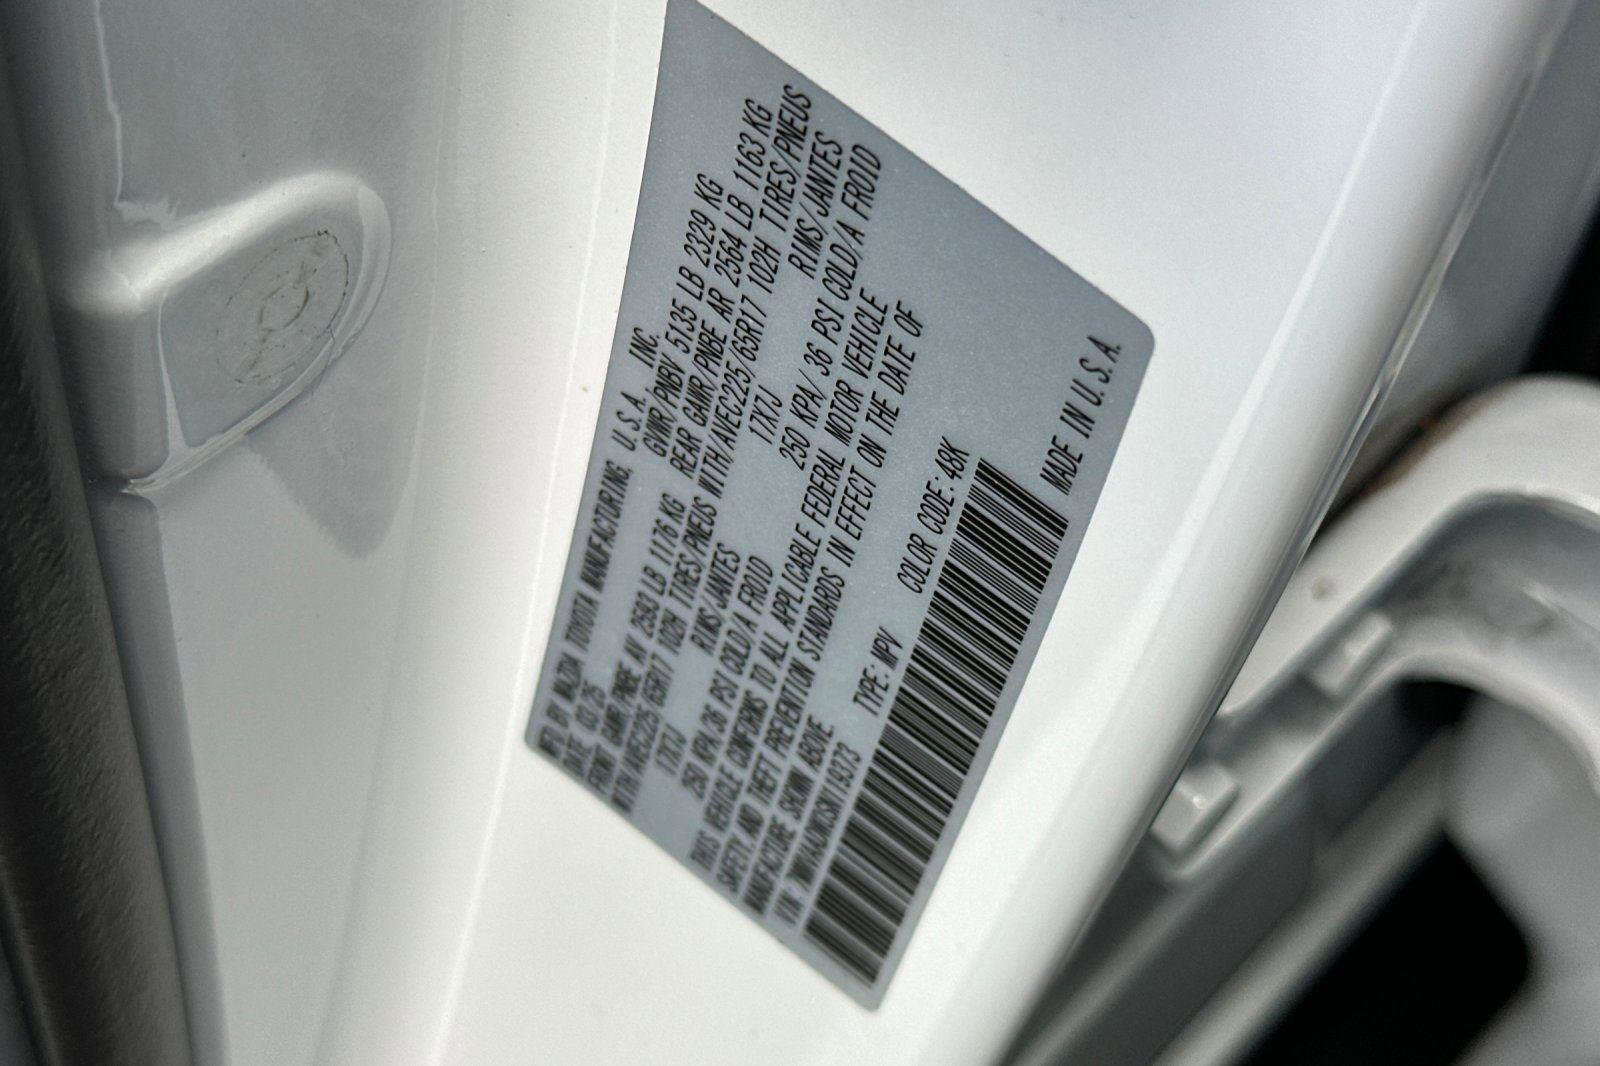 MFD. BY MAZDA TOYOTA MANUFACTURING, U.S.A., INC.
DATE: 03/25 GVWR/PNBV 5135 LB 2329 KG
FRONT GAWR/PNBE AV 2593 LB 1176 KG REAR GAWR/PNBE AR 2564 LB 1163 KG
WITH/AVEC225/65R17 102H TIRES/PNEUS WITH/AVEC225/65R17 102H TIRES/PNEUS
17X7J RIMS/JANTES 17X7J RIMS/JANTES
250 KPA/36 PSI COLD/A FROID 250 KPA/36 PSI COLD/A FROID
THIS VEHICLE CONFORMS TO ALL APPLICABLE FEDERAL MOTOR VEHICLE
SAFETY, AND THEFT PREVENTION STANDARDS IN EFFECT ON THE DATE OF
MANUFACTURE SHOWN ABOVE
VIN: TYPE: MPV COLOR CODE: 48K
MADE IN U.S.A.